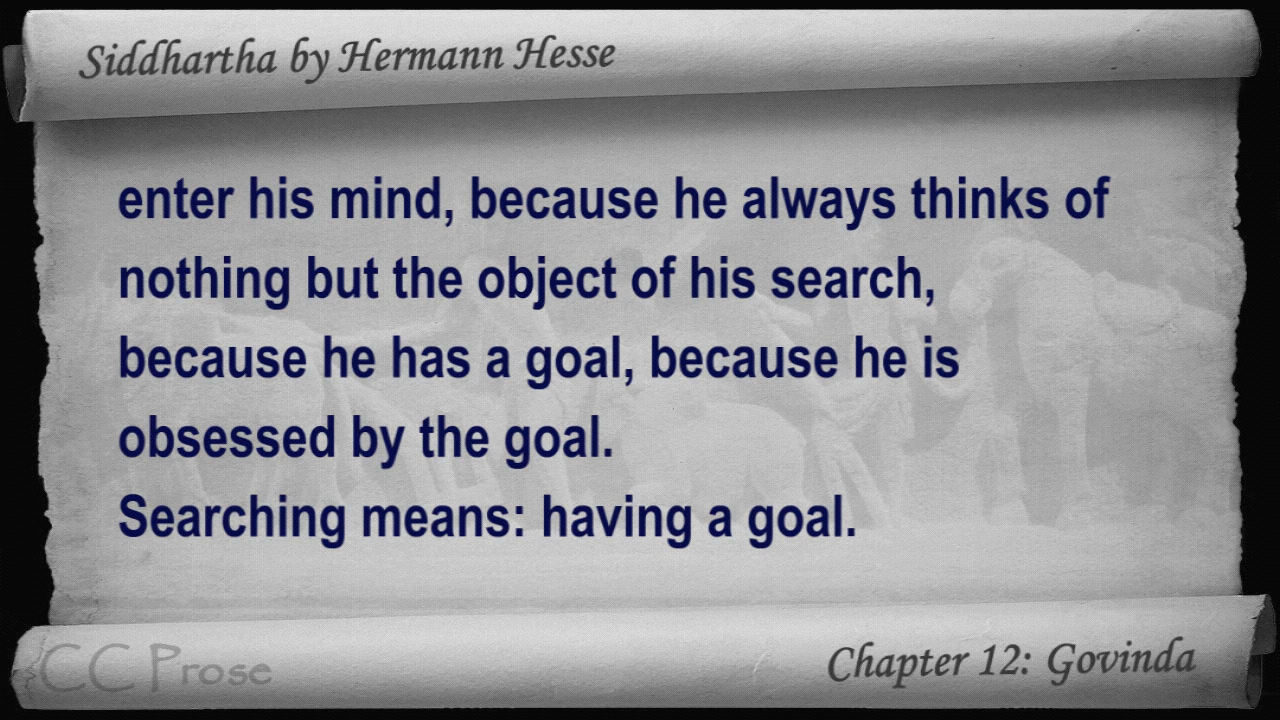 Siddhartha by Hermann Hesse
enter his mind, because he always thinks of
nothing but the object of his search,
because he has a goal, because he is
obsessed by the goal.
Searching means: having a goal.
CC Prose
Chapter 12: Govinda